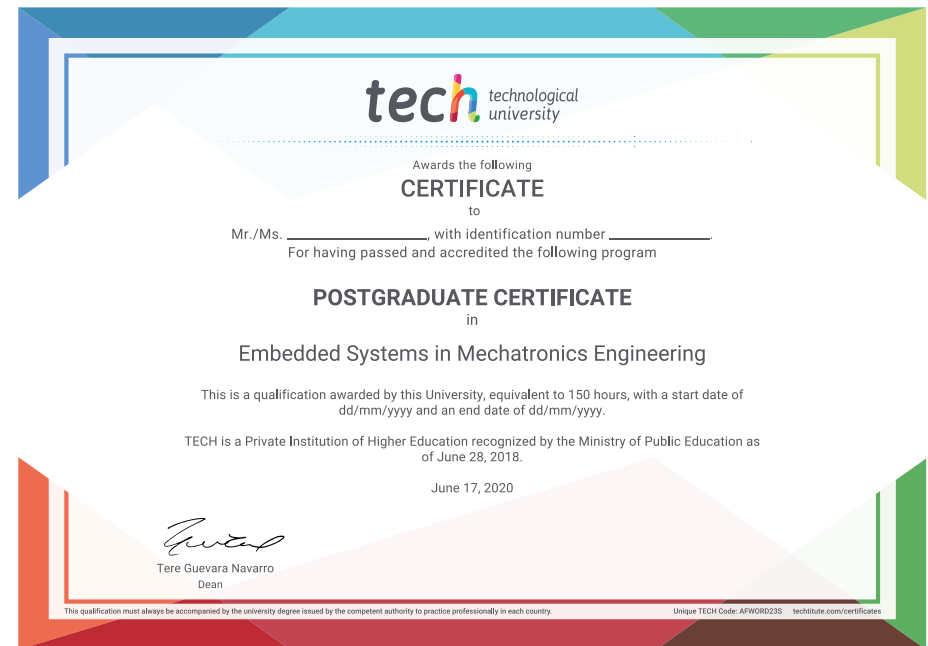 tech technological
university
Awards the following
CERTIFICATE
to
Mr./Ms. ____________________, with identification number ______________.
For having passed and accredited the following program
POSTGRADUATE CERTIFICATE
in
Embedded Systems in Mechatronics Engineering
This is a qualification awarded by this University, equivalent to 150 hours, with a start date of
dd/mm/yyyy and an end date of dd/mm/yyyy.
TECH is a Private Institution of Higher Education recognized by the Ministry of Public Education as
of June 28, 2018.
June 17, 2020
Tere Guevara Navarro
Dean
This qualification must always be accompanied by the university degree issued by the competent authority to practice professionally in each country.
Unique TECH Code: AFWORD23S techtitute.com/certificates